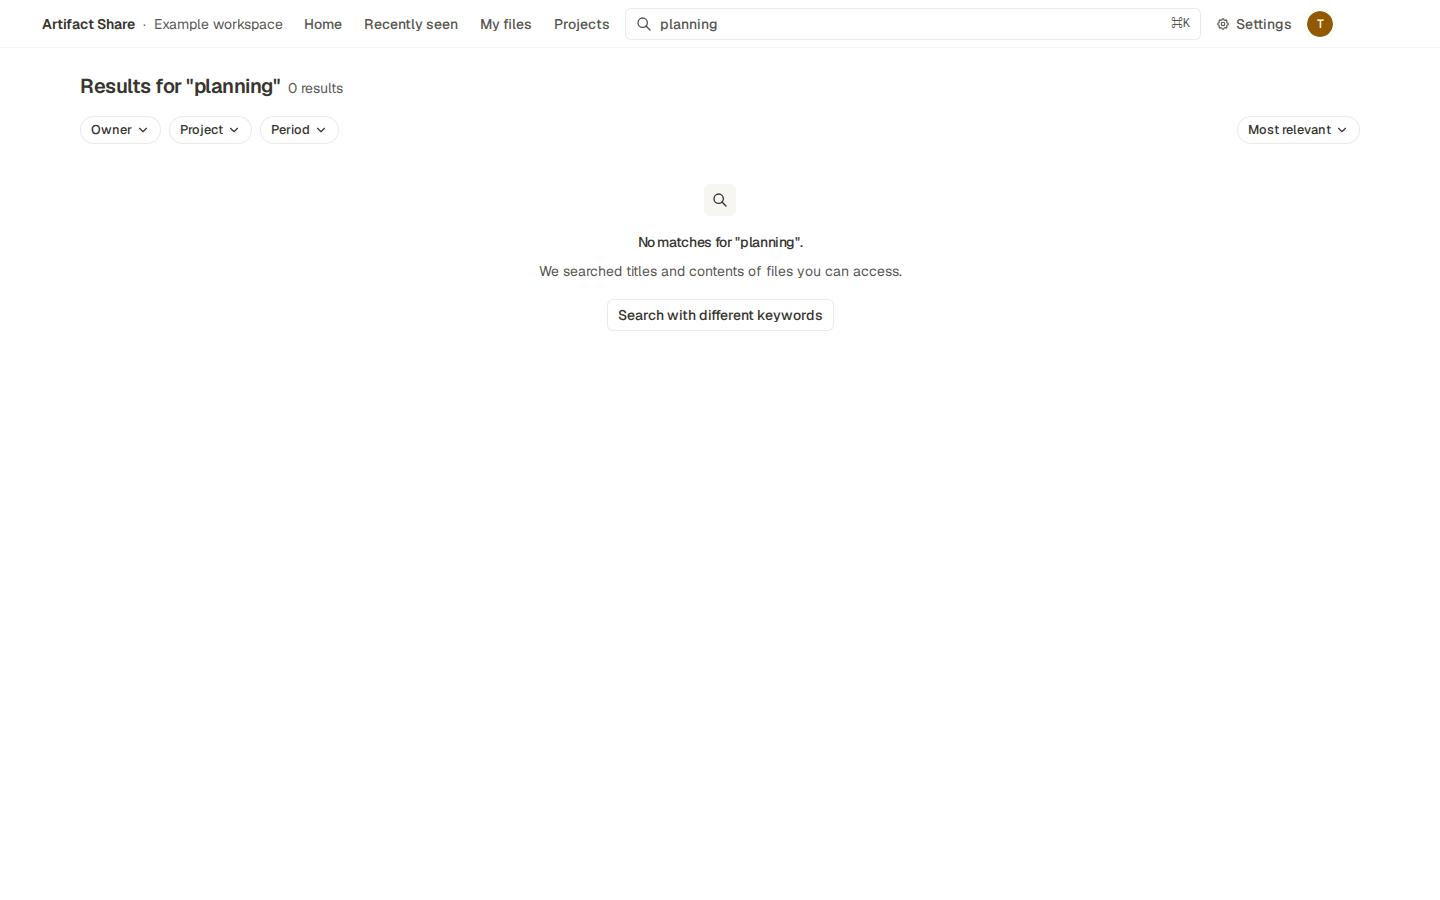 Artifact Share · Example workspace Home Recently seen My files Projects planning ⌘K Settings T
Results for "planning" 0 results
Owner Project Period Most relevant
No matches for "planning".
We searched titles and contents of files you can access.
Search with different keywords